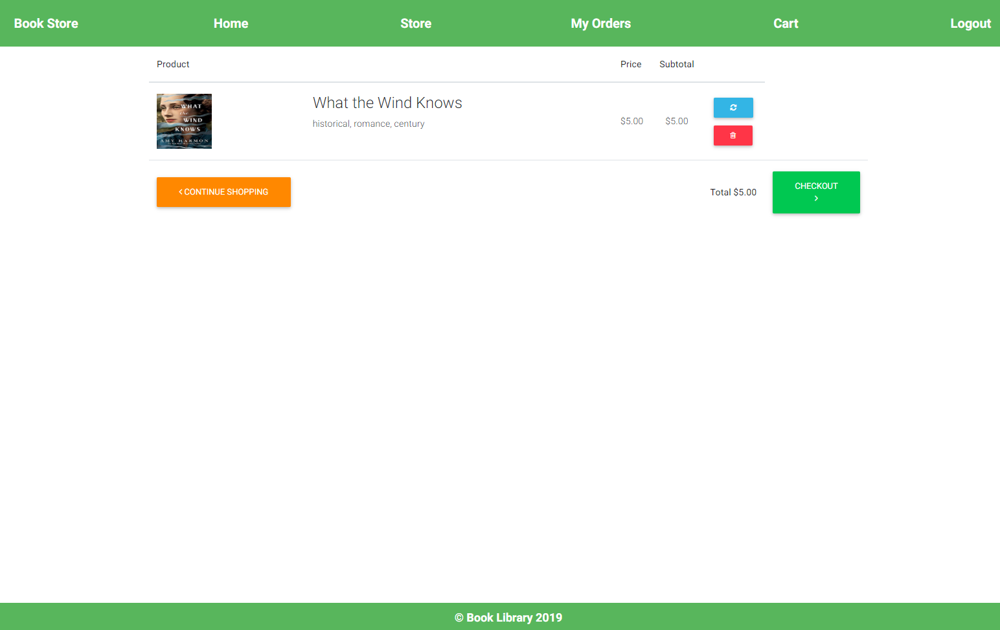 Book Store Home Store My Orders Cart Logout
Product Price Subtotal
WHAT
the
WIND
KNOWS
AMY HARMON
What the Wind Knows
historical, romance, century
$5.00 $5.00
CONTINUE SHOPPING
Total $5.00
CHECKOUT
© Book Library 2019